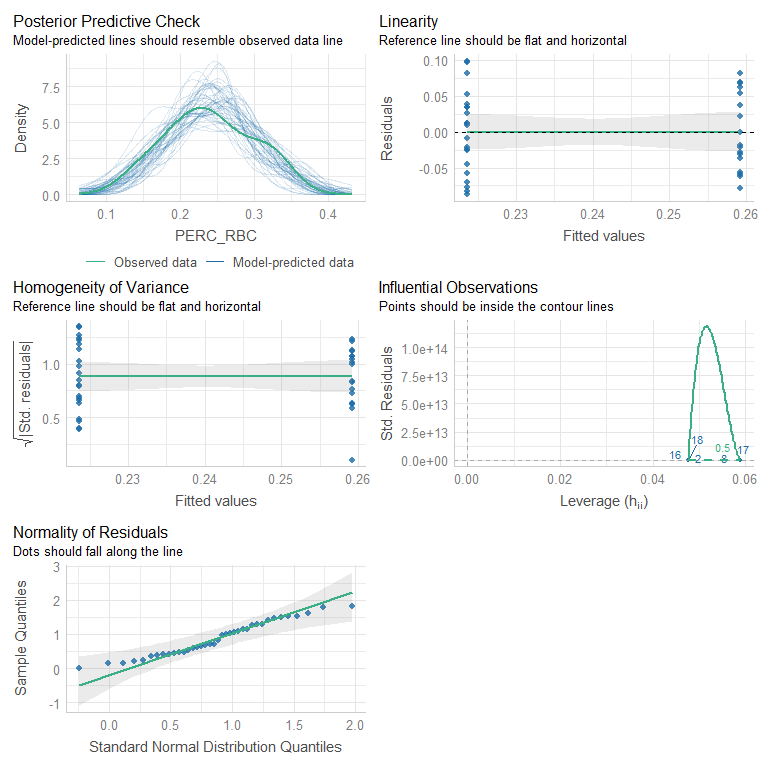 Posterior Predictive Check
Model-predicted lines should resemble observed data line
Density
7.5
5.0
2.5
0.0
0.1 0.2 0.3 0.4
PERC_RBC
Observed data Model-predicted data
Linearity
Reference line should be flat and horizontal
Residuals
0.10
0.05
0.00
-0.05
0.23 0.24 0.25 0.26
Fitted values
Homogeneity of Variance
Reference line should be flat and horizontal
√|Std. residuals|
1.0
0.5
0.23 0.24 0.25 0.26
Fitted values
Influential Observations
Points should be inside the contour lines
Std. Residuals
1.0e+14
7.5e+13
5.0e+13
2.5e+13
0.0e+00
18
0.5
17
16
2
8
0.00 0.02 0.04 0.06
Leverage (hii)
Normality of Residuals
Dots should fall along the line
Sample Quantiles
3
2
1
0
-1
0.0 0.5 1.0 1.5 2.0
Standard Normal Distribution Quantiles